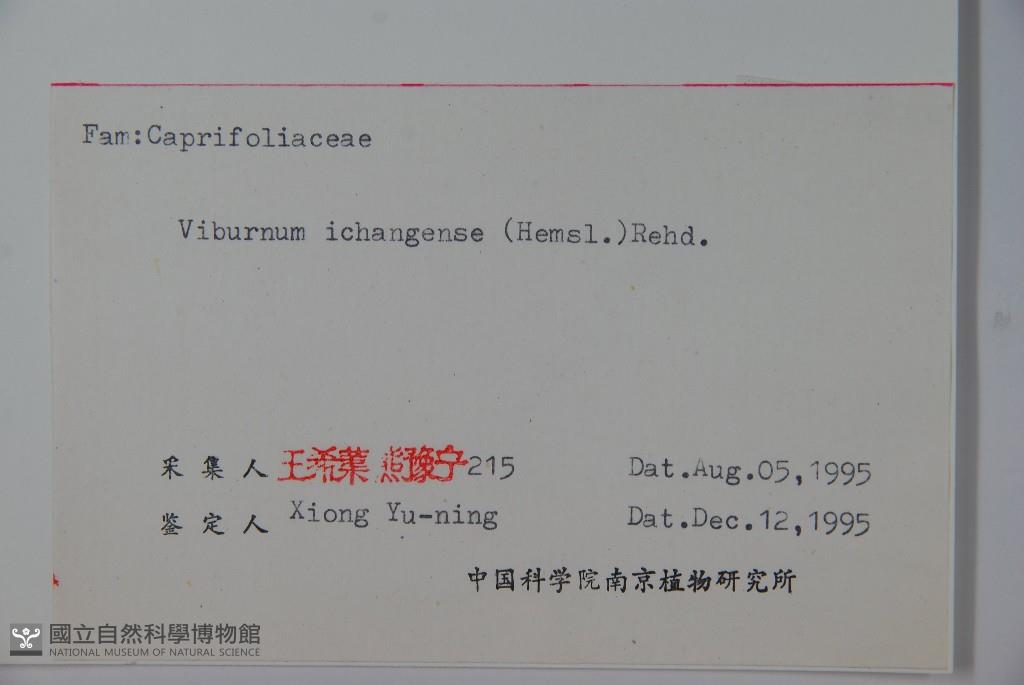 Fam:Caprifoliaceae
Viburnum ichangense (Hemsl.)Rehd.
采集人 王希蕖 熊豫宁 215 Dat.Aug.05,1995
鉴定人 Xiong Yu-ning Dat.Dec.12,1995
中国科学院南京植物研究所
國立自然科學博物館
NATIONAL MUSEUM OF NATURAL SCIENCE